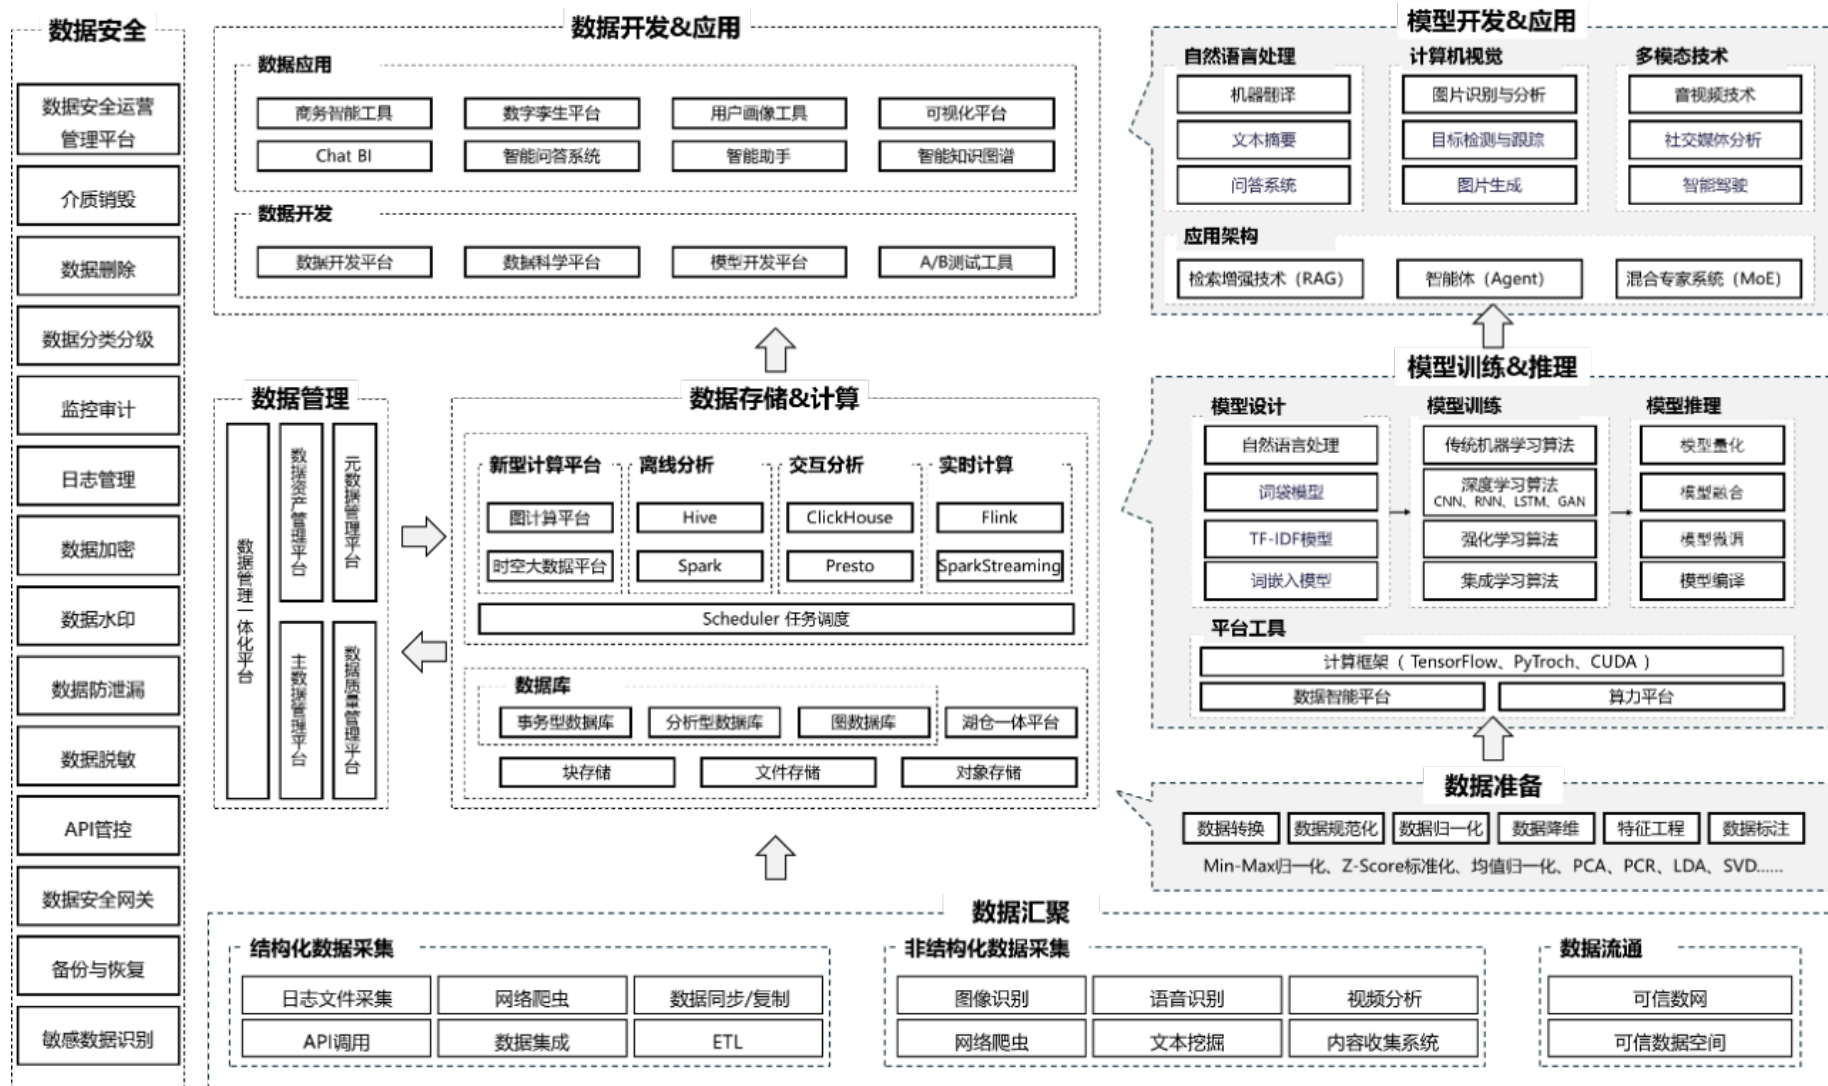 数据安全
数据安全运营
管理平台
介质销毁
数据删除
数据分类分级
监控审计
日志管理
数据加密
数据水印
数据防泄漏
数据脱敏
API管控
数据安全网关
备份与恢复
敏感数据识别
数据开发&应用
数据应用
商务智能工具
数字孪生平台
用户画像工具
可视化平台
Chat BI
智能问答系统
智能助手
智能知识图谱
数据开发
数据开发平台
数据科学平台
模型开发平台
A/B测试工具
数据管理
数据管理一体化平台
数据资产管理平台
元数据管理平台
主数据管理平台
数据质量管理平台
数据存储&计算
新型计算平台
离线分析
交互分析
实时计算
图计算平台
Hive
ClickHouse
Flink
时空大数据平台
Spark
Presto
SparkStreaming
Scheduler 任务调度
数据库
事务型数据库
分析型数据库
图数据库
湖仓一体平台
块存储
文件存储
对象存储
模型开发&应用
自然语言处理
计算机视觉
多模态技术
机器翻译
图片识别与分析
音视频技术
文本摘要
目标检测与跟踪
社交媒体分析
问答系统
图片生成
智能驾驶
应用架构
检索增强技术（RAG）
智能体（Agent）
混合专家系统（MoE）
模型训练&推理
模型设计
模型训练
模型推理
自然语言处理
传统机器学习算法
模型量化
词袋模型
深度学习算法
CNN、RNN、LSTM、GAN
模型融合
TF-IDF模型
强化学习算法
模型微调
词嵌入模型
集成学习算法
模型编译
平台工具
计算框架（ TensorFlow、PyTroch、CUDA ）
数据智能平台
算力平台
数据准备
数据转换
数据规范化
数据归一化
数据降维
特征工程
数据标注
Min-Max归一化、Z-Score标准化、均值归一化、PCA、PCR、LDA、SVD......
数据汇聚
结构化数据采集
非结构化数据采集
数据流通
日志文件采集
网络爬虫
数据同步/复制
图像识别
语音识别
视频分析
可信数网
API调用
数据集成
ETL
网络爬虫
文本挖掘
内容收集系统
可信数据空间